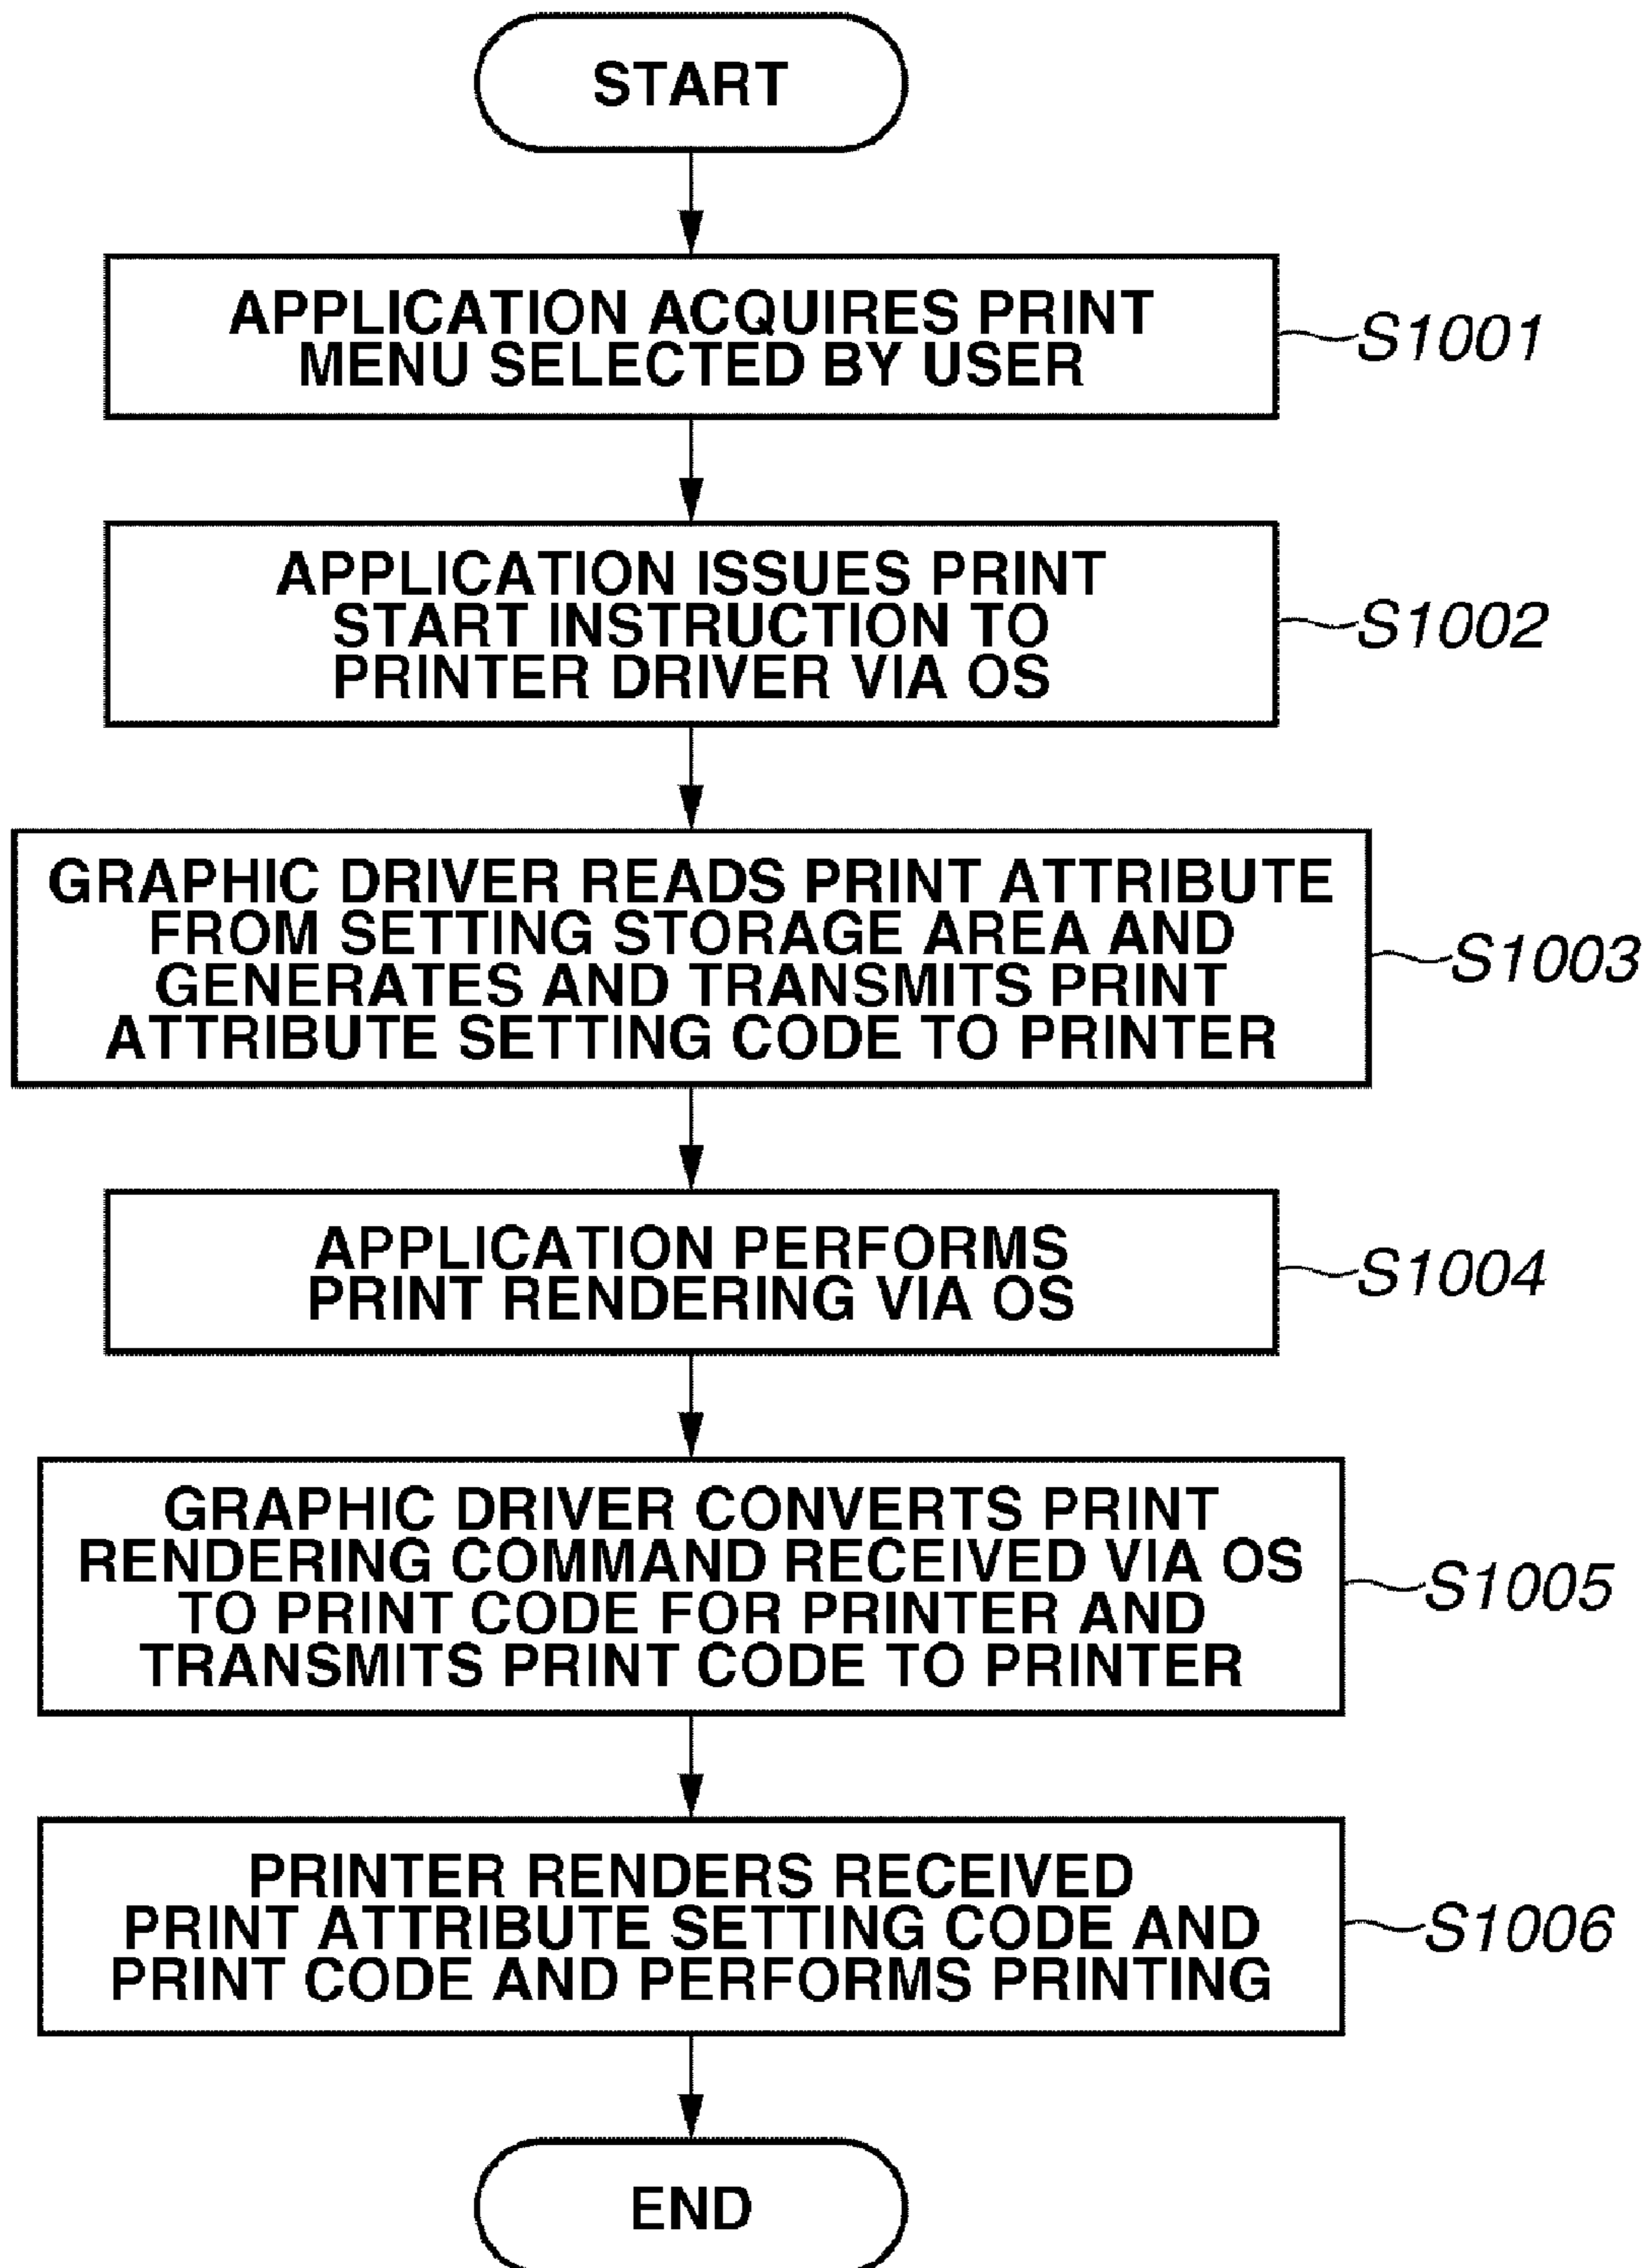 START
APPLICATION ACQUIRES PRINT
MENU SELECTED BY USER
S1001
APPLICATION ISSUES PRINT
START INSTRUCTION TO
PRINTER DRIVER VIA OS
S1002
GRAPHIC DRIVER READS PRINT ATTRIBUTE
FROM SETTING STORAGE AREA AND
GENERATES AND TRANSMITS PRINT
ATTRIBUTE SETTING CODE TO PRINTER
S1003
APPLICATION PERFORMS
PRINT RENDERING VIA OS
S1004
GRAPHIC DRIVER CONVERTS PRINT
RENDERING COMMAND RECEIVED VIA OS
TO PRINT CODE FOR PRINTER AND
TRANSMITS PRINT CODE TO PRINTER
S1005
PRINTER RENDERS RECEIVED
PRINT ATTRIBUTE SETTING CODE AND
PRINT CODE AND PERFORMS PRINTING
S1006
END